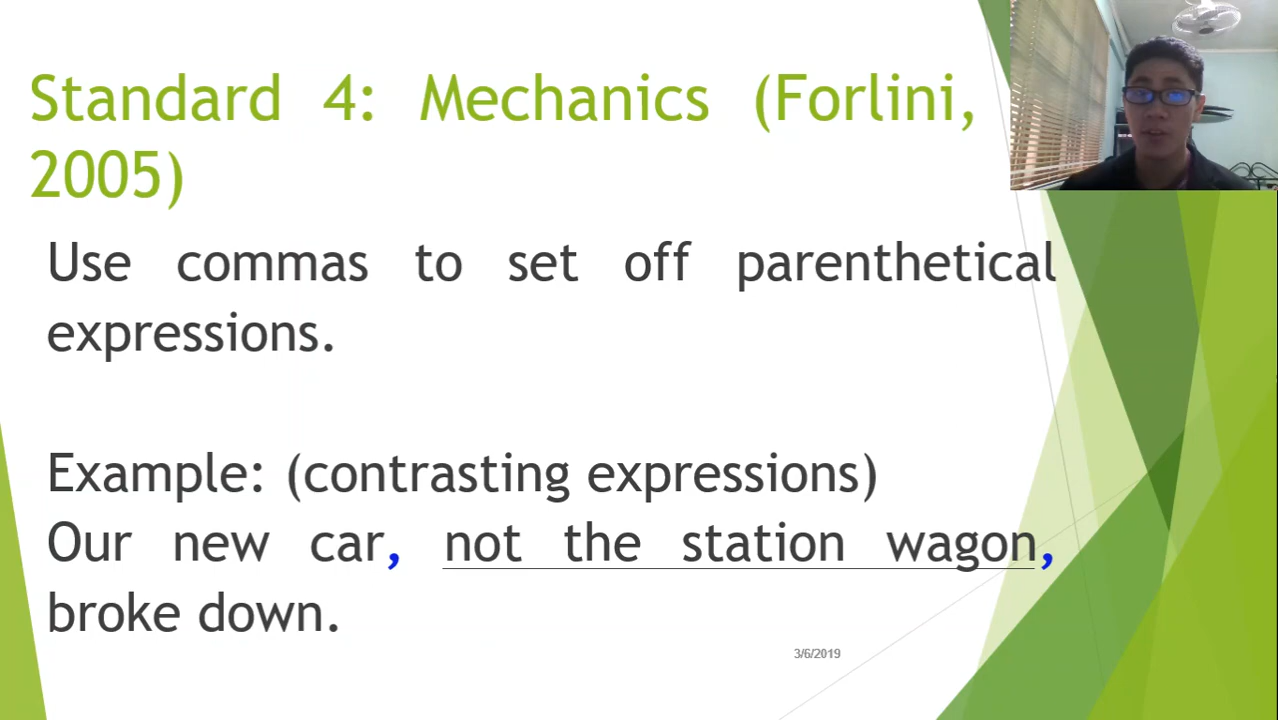 Standard 4: Mechanics (Forlini,
2005)
Use commas to set off parenthetical
expressions.
Example: (contrasting expressions)
Our new car, not the station wagon,
broke down.
3/6/2019